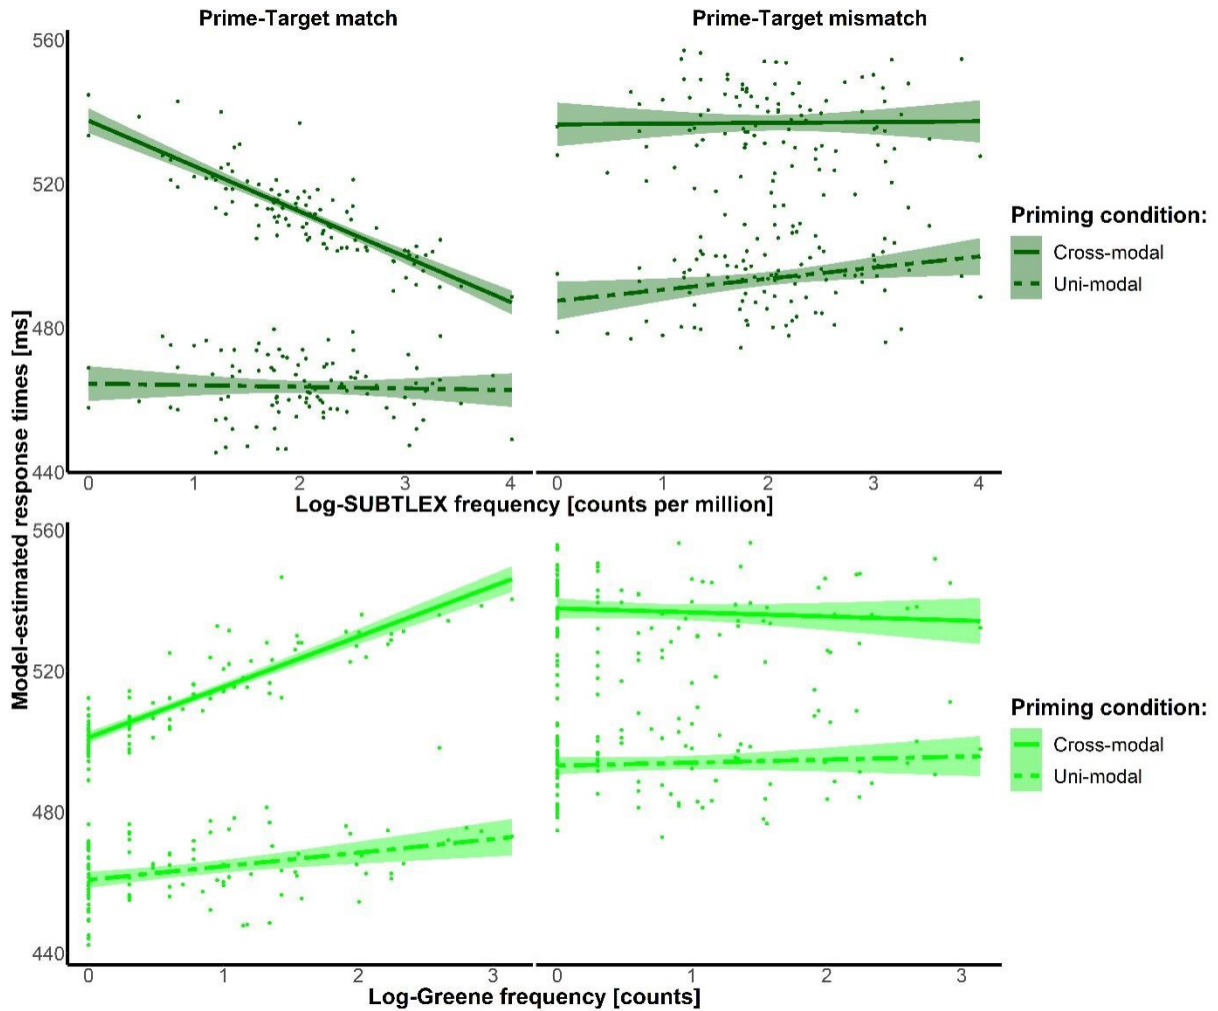 Prime-Target match
Prime-Target mismatch
560
520
480
440
Model-estimated response times [ms]
0 1 2 3 4
0 1 2 3 4
Log-SUBTLEX frequency [counts per million]
Priming condition:
Cross-modal
Uni-modal
560
520
480
440
0 1 2 3
0 1 2 3
Log-Greene frequency [counts]
Priming condition:
Cross-modal
Uni-modal